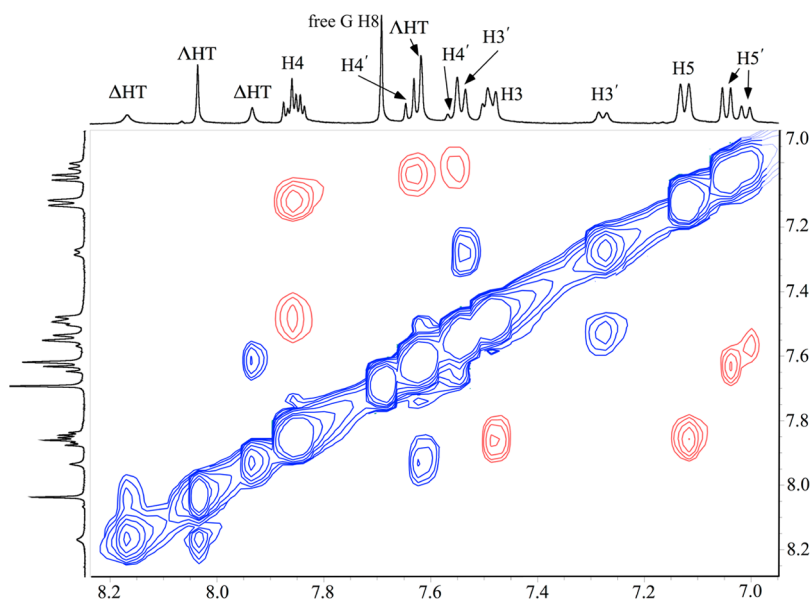 free G H8
ΛHT
H3′
ΛHT
H4
H4′
H4′
H5′
ΔHT
ΔHT
H3
H3′
H5
7.0
7.2
7.4
7.6
7.8
8.0
8.2
8.2 8.0 7.8 7.6 7.4 7.2 7.0